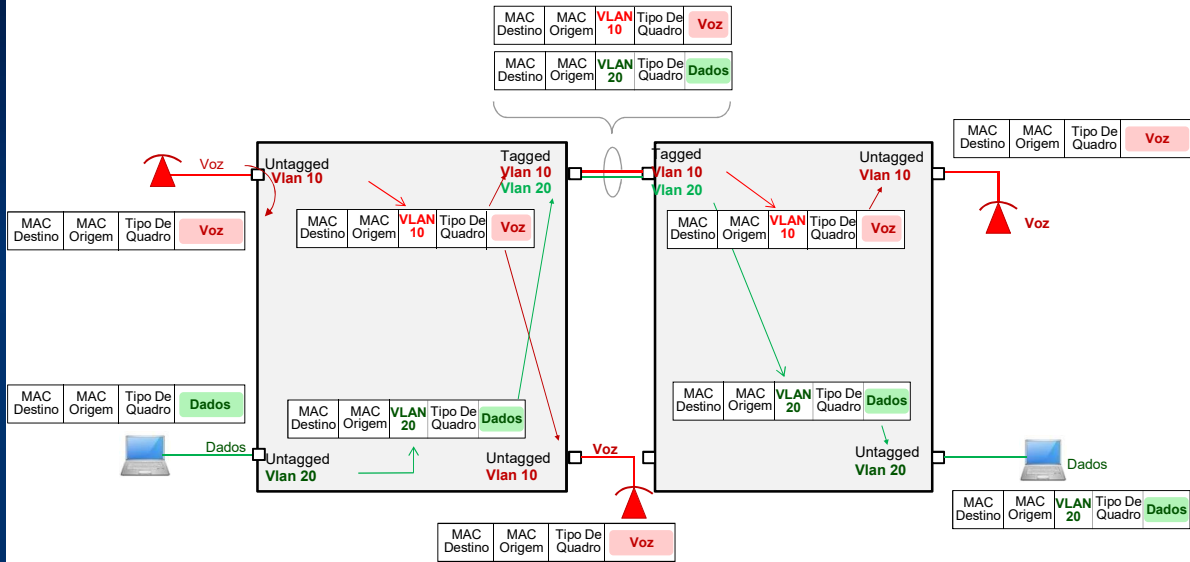 MAC Destino MAC Origem VLAN 10 Tipo De Quadro Voz
MAC Destino MAC Origem VLAN 20 Tipo De Quadro Dados
MAC Destino MAC Origem Tipo De Quadro Voz
Voz
Untagged
Vlan 10
Tagged
Vlan 10
Vlan 20
Tagged
Vlan 10
Vlan 20
Untagged
Vlan 10
MAC Destino MAC Origem Tipo De Quadro Voz
MAC Destino MAC Origem VLAN 10 Tipo De Quadro Voz
MAC Destino MAC Origem VLAN 10 Tipo De Quadro Voz
Voz
MAC Destino MAC Origem Tipo De Quadro Dados
MAC Destino MAC Origem VLAN 20 Tipo De Quadro Dados
MAC Destino MAC Origem VLAN 20 Tipo De Quadro Dados
Dados
Untagged
Vlan 20
Untagged
Vlan 10
Voz
Untagged
Vlan 20
Dados
MAC Destino MAC Origem VLAN 20 Tipo De Quadro Dados
MAC Destino MAC Origem Tipo De Quadro Voz